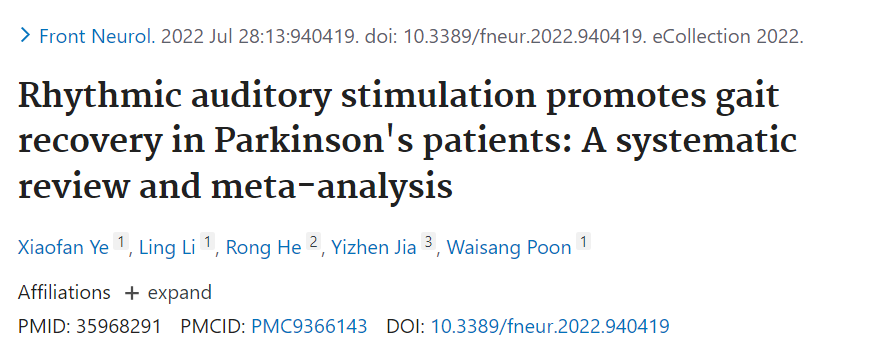 Front Neurol. 2022 Jul 28:13:940419. doi: 10.3389/fneur.2022.940419. eCollection 2022.
Rhythmic auditory stimulation promotes gait
recovery in Parkinson's patients: A systematic
review and meta-analysis
Xiaofan Ye 1, Ling Li 1, Rong He 2, Yizhen Jia 3, Waisang Poon 1
Affiliations + expand
PMID: 35968291 PMCID: PMC9366143 DOI: 10.3389/fneur.2022.940419